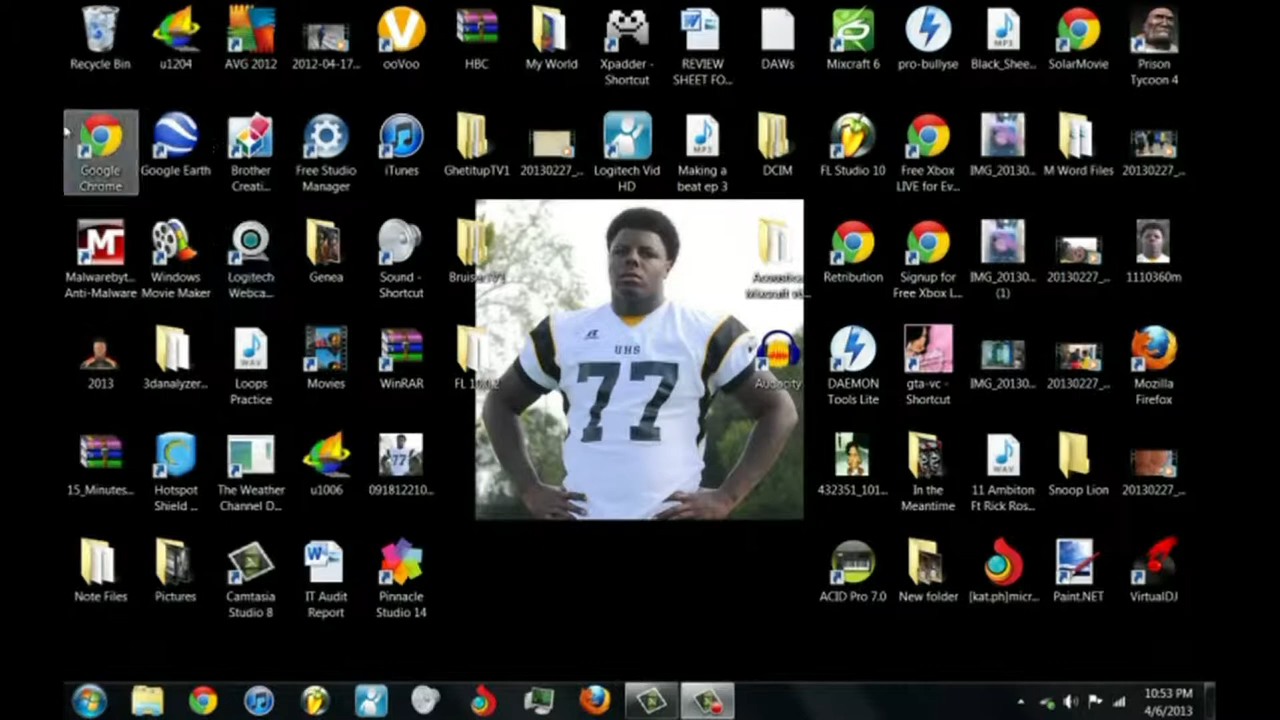 Recycle Bin
u1204
AVG 2012
2012-04-17...
ooVoo
HBC
My World
Xpadder -
Shortcut
REVIEW
SHEET FO...
DAWs
Mixcraft 6
pro-bullyse
Black_Shee...
SolarMovie
Prison
Tycoon 4
Google
Chrome
Google Earth
Brother
Creati...
Free Studio
Manager
iTunes
GhetitupTV1
20130227_...
Logitech Vid
HD
Making a
beat ep 3
DCIM
FL Studio 10
Free Xbox
LIVE for Ev...
IMG_20130...
M Word Files
20130227_...
Malwarebyt...
Anti-Malware
Windows
Movie Maker
Logitech
Webca...
Genea
Sound -
Shortcut
Retribution
Signup for
Free Xbox L...
IMG_20130...
(1)
20130227_...
1110360m
2013
3danalyzer...
Loops
Practice
Movies
WinRAR
FL 10.0.2
UHS
77
Audacity
DAEMON
Tools Lite
gta-vc -
Shortcut
IMG_20130...
20130227_...
Mozilla
Firefox
15_Minutes...
Hotspot
Shield ...
The Weather
Channel D...
u1006
091812210...
432351_101...
In the
Meantime
11 Ambiton
Ft Rick Ros...
Snoop Lion
20130227_...
Note Files
Pictures
Camtasia
Studio 8
IT Audit
Report
Pinnacle
Studio 14
ACID Pro 7.0
New folder
[kat.ph]micr...
Paint.NET
VirtualDJ
10:53 PM
4/6/2013